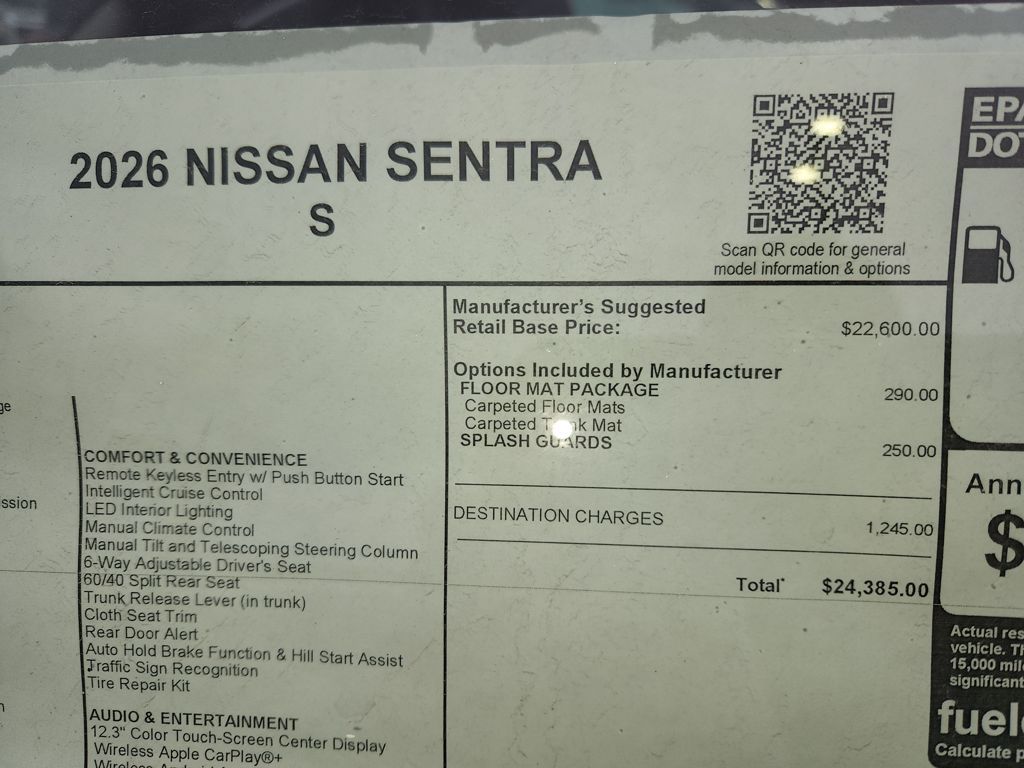 2026 NISSAN SENTRA
S
Scan QR code for general
model information & options
Manufacturer's Suggested
Retail Base Price: $22,600.00
Options Included by Manufacturer
FLOOR MAT PACKAGE 290.00
Carpeted Floor Mats
Carpeted Trunk Mat
SPLASH GUARDS 250.00
DESTINATION CHARGES 1,245.00
Total* $24,385.00
COMFORT & CONVENIENCE
Remote Keyless Entry w/ Push Button Start
Intelligent Cruise Control
LED Interior Lighting
Manual Climate Control
Manual Tilt and Telescoping Steering Column
6-Way Adjustable Driver's Seat
60/40 Split Rear Seat
Trunk Release Lever (in trunk)
Cloth Seat Trim
Rear Door Alert
Auto Hold Brake Function & Hill Start Assist
Traffic Sign Recognition
Tire Repair Kit
AUDIO & ENTERTAINMENT
12.3" Color Touch-Screen Center Display
Wireless Apple CarPlay®+
Wireless
EPA
DOT
Ann
$
Actual res
vehicle. Th
15,000 mil
significant
fuele
Calculate p